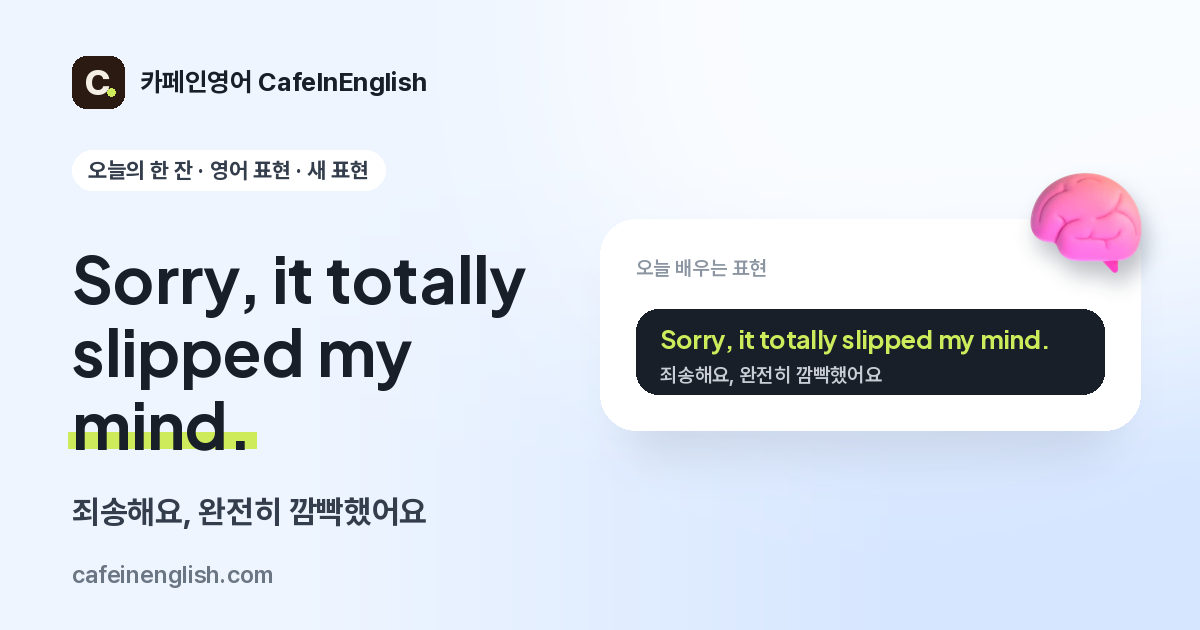 C
카페인영어 CafeInEnglish
오늘의 한 잔 · 영어 표현 · 새 표현
Sorry, it totally
slipped my
mind.
죄송해요, 완전히 깜빡했어요
cafeinenglish.com
오늘 배우는 표현
Sorry, it totally slipped my mind.
죄송해요, 완전히 깜빡했어요